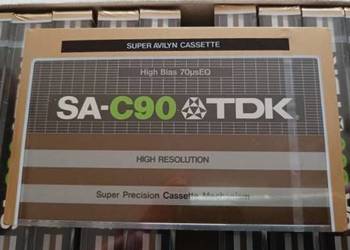 SUPER AVILYN CASSETTE
High Bias 70μsEQ
SA-C90 TDK
HIGH RESOLUTION
Super Precision Cassette Mechanism